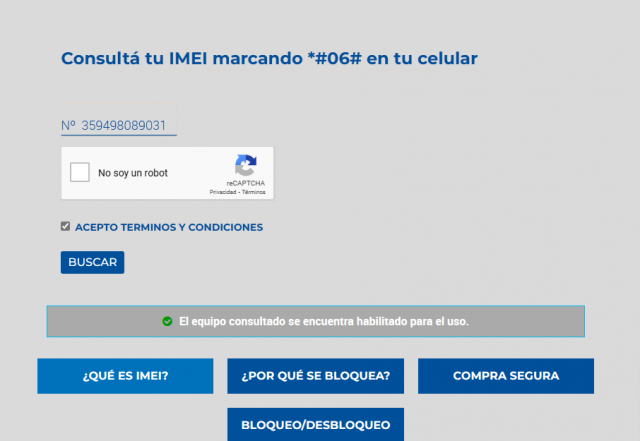 Consultá tu IMEI marcando *#06# en tu celular
Nº 359498089031
No soy un robot
reCAPTCHA
Privacidad - Términos
ACEPTO TERMINOS Y CONDICIONES
BUSCAR
El equipo consultado se encuentra habilitado para el uso.
¿QUÉ ES IMEI?
¿POR QUÉ SE BLOQUEA?
COMPRA SEGURA
BLOQUEO/DESBLOQUEO